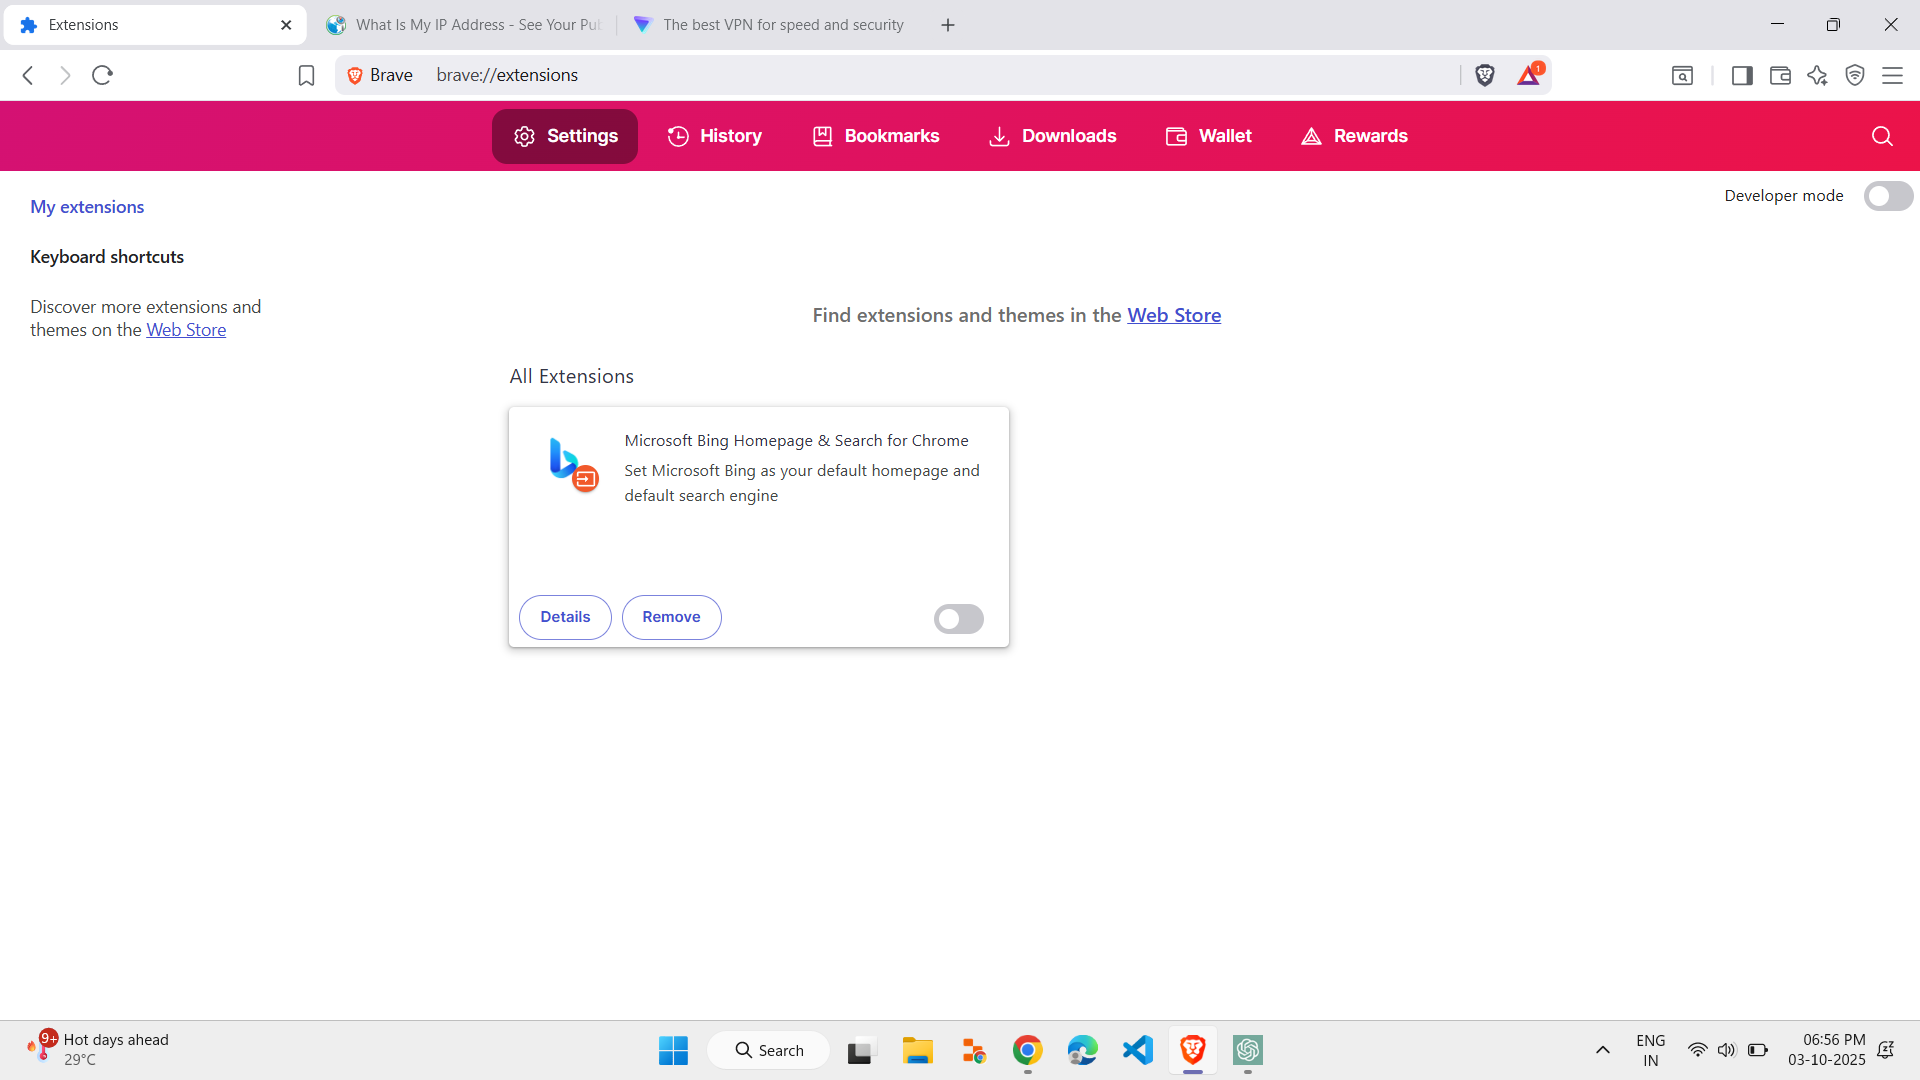 Extensions
What Is My IP Address - See Your Pu
The best VPN for speed and security
Brave
brave://extensions
1
Settings
History
Bookmarks
Downloads
Wallet
Rewards
My extensions
Developer mode
Keyboard shortcuts
Discover more extensions and
themes on the Web Store
Find extensions and themes in the Web Store
All Extensions
Microsoft Bing Homepage & Search for Chrome
Set Microsoft Bing as your default homepage and
default search engine
Details
Remove
9+
Hot days ahead
29°C
Search
ENG
IN
06:56 PM
03-10-2025